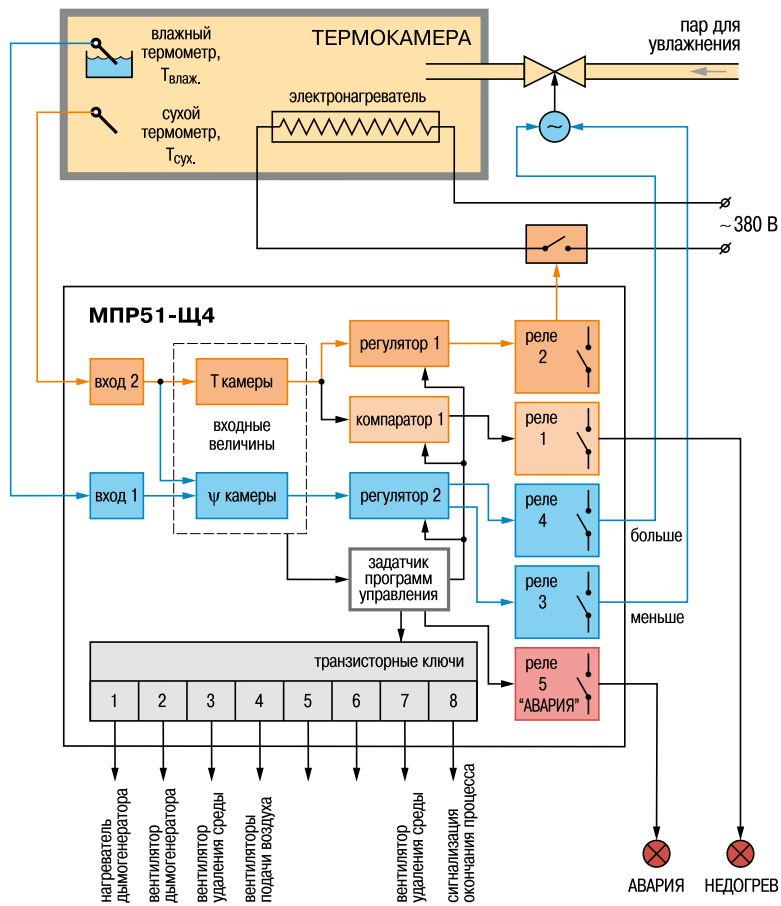 влажный
термометр,
Tвлаж.
ТЕРМОКАМЕРА
пар для
увлажнения
сухой
термометр,
Tсух.
электронагреватель
~
~380 В
МПР51-Щ4
вход 2
Т камеры
регулятор 1
реле
2
входные
величины
компаратор 1
реле
1
вход 1
ψ камеры
регулятор 2
реле
4
больше
задатчик
программ
управления
реле
3
меньше
транзисторные ключи
реле
5
"АВАРИЯ"
1
2
3
4
5
6
7
8
нагреватель
дымогенератора
вентилятор
дымогенератора
вентилятор
удаления среды
вентиляторы
подачи воздуха
вентилятор
удаления среды
сигнализация
окончания процесса
АВАРИЯ
НЕДОГРЕВ